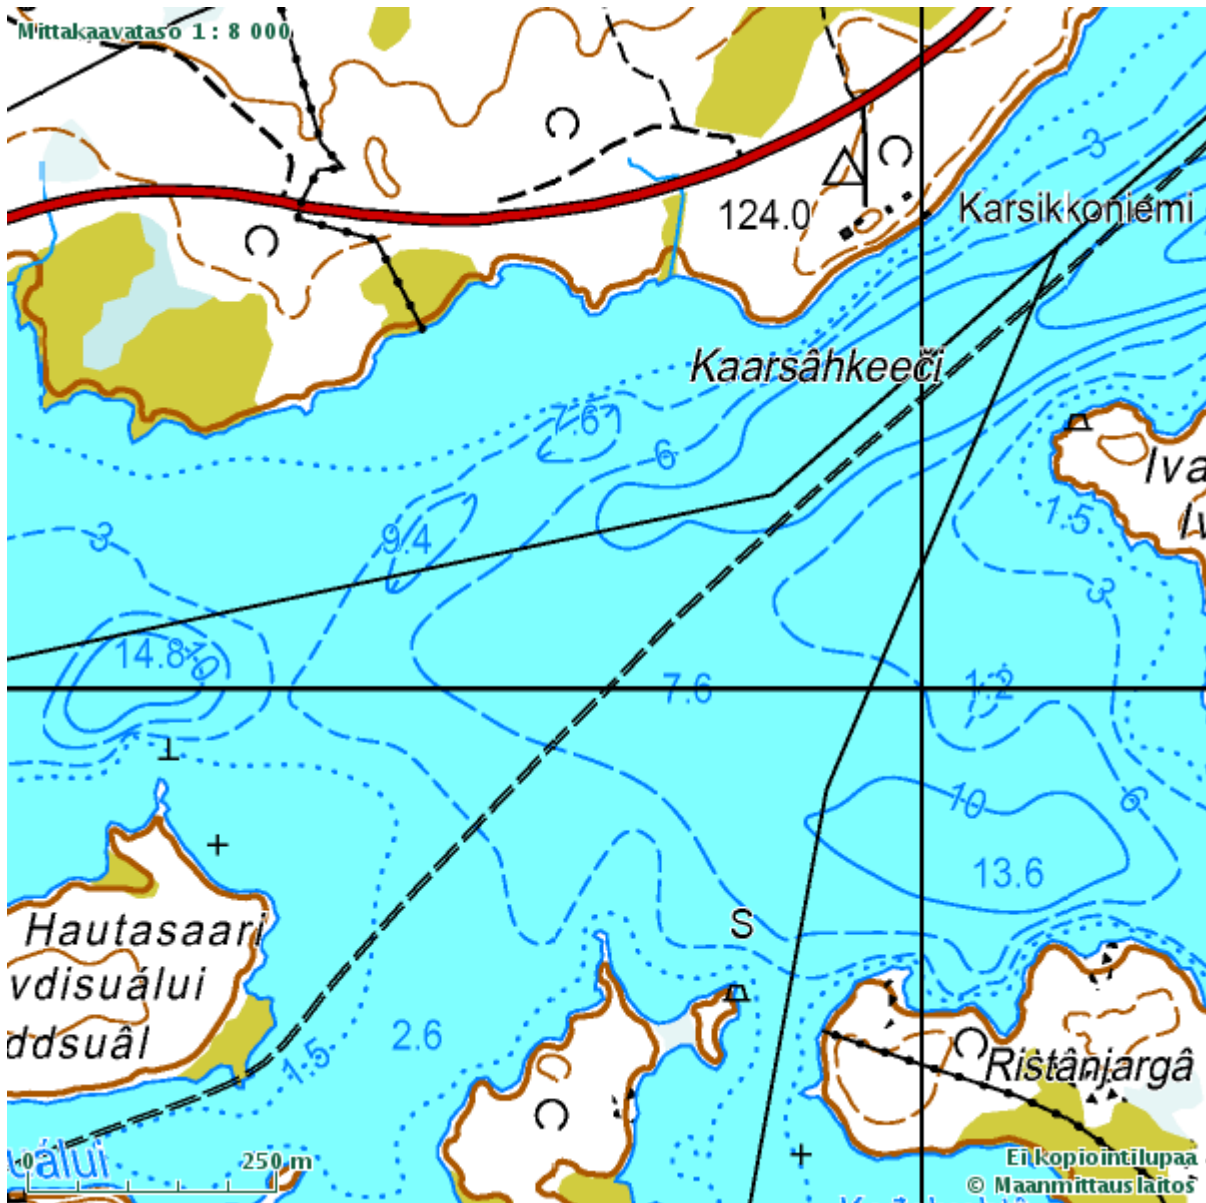 Mittakaavataso 1 : 8 000
3
124.0
Karsikkoniemi
Kaarsâhkeeči
7.6
6
Iva
1.5
9.4
3
3
14.8
10
7.6
1.2
10
6
13.6
Hautasaari
S
vdisuálui
ddsuâl
2.6
1.5
Ristânjargâ
uálui
0
250 m
Ei kopiointilupaa
© Maanmittauslaitos